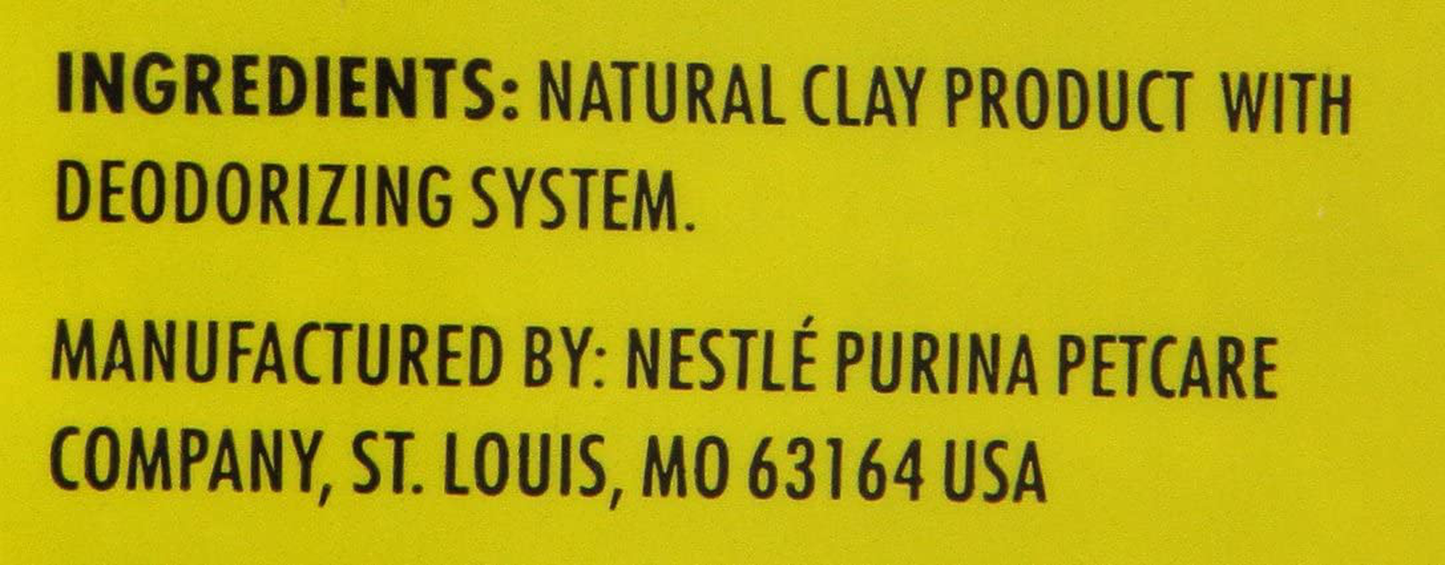 INGREDIENTS: NATURAL CLAY PRODUCT WITH
DEODORIZING SYSTEM.
MANUFACTURED BY: NESTLÉ PURINA PETCARE
COMPANY, ST. LOUIS, MO 63164 USA